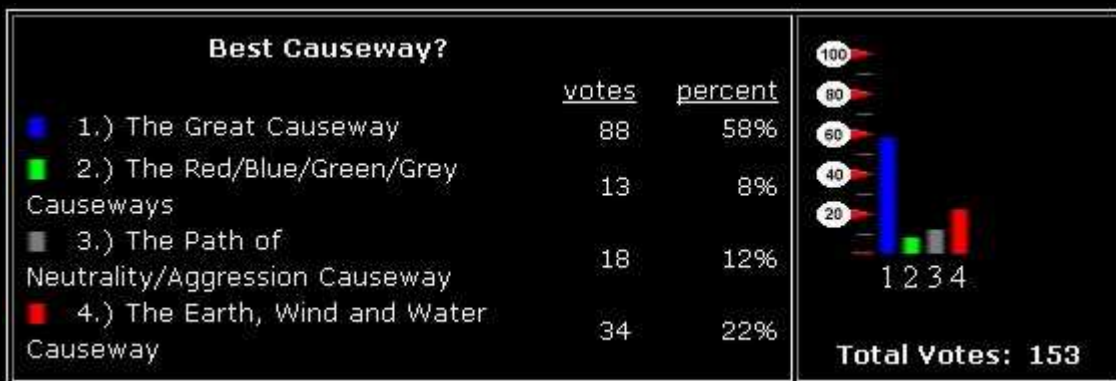 Best Causeway?
votes percent
1.) The Great Causeway 88 58%
2.) The Red/Blue/Green/Grey
Causeways 13 8%
3.) The Path of
Neutrality/Aggression Causeway 18 12%
4.) The Earth, Wind and Water
Causeway 34 22%
100
80
60
40
20
1 2 3 4
Total Votes: 153